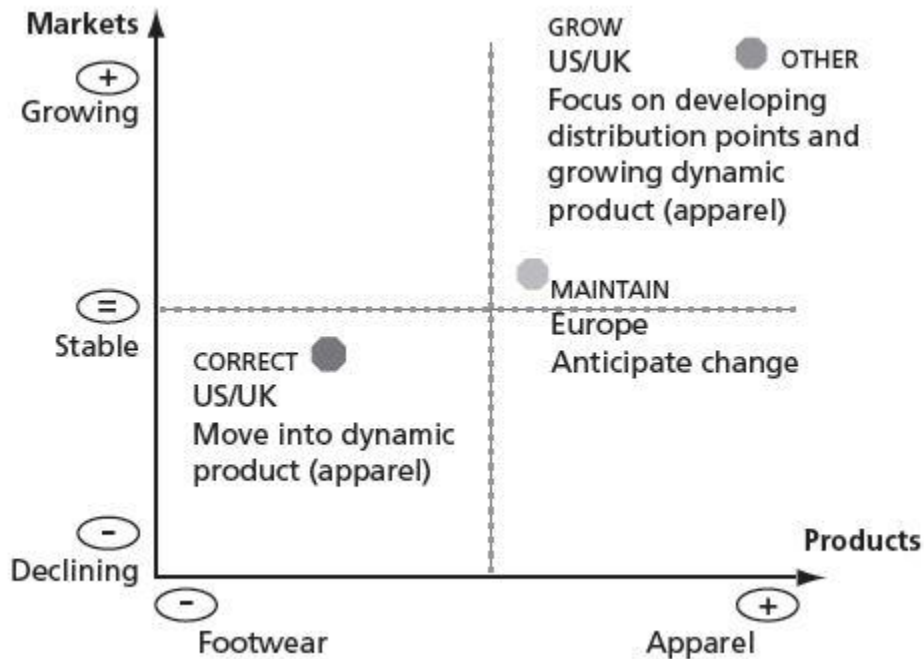 Markets
+
Growing
=
Stable
-
Declining
GROW
US/UK
OTHER
Focus on developing
distribution points and
growing dynamic
product (apparel)
MAINTAIN
Europe
Anticipate change
CORRECT
US/UK
Move into dynamic
product (apparel)
Products
-
Footwear
+
Apparel